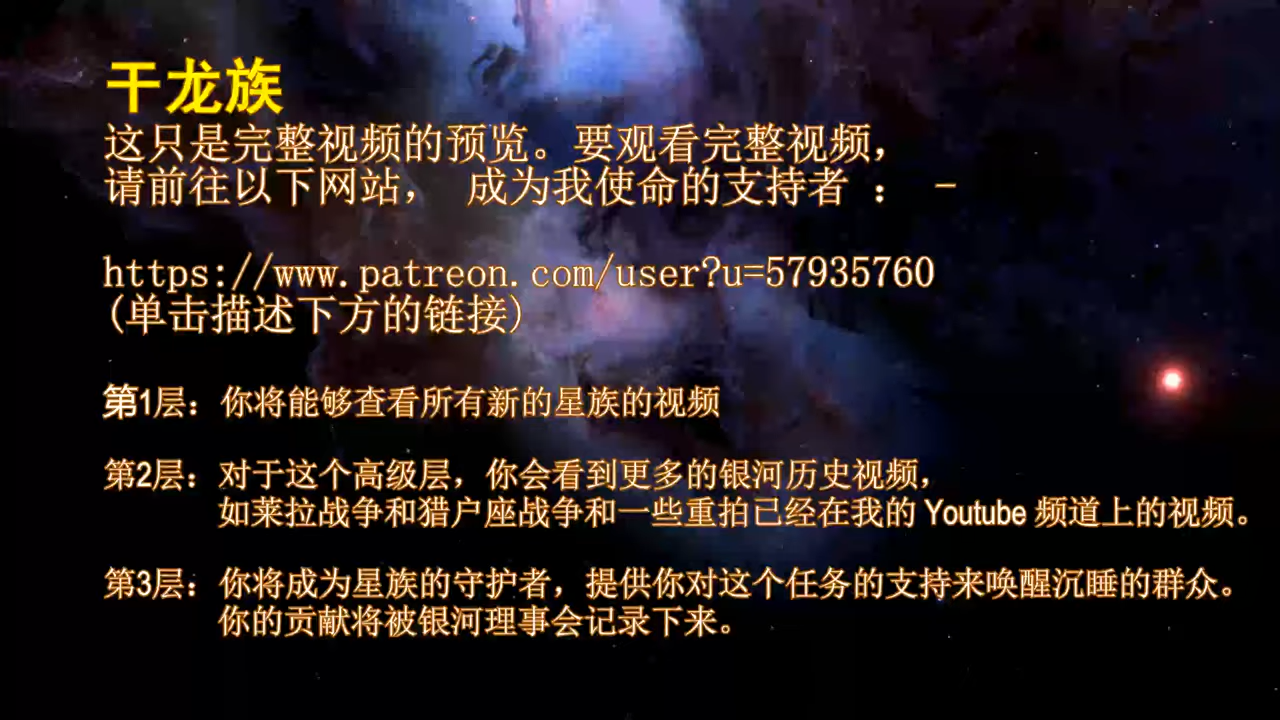 干龙族
这只是完整视频的预览。要观看完整视频，
请前往以下网站， 成为我使命的支持者 ： -
https://www.patreon.com/user?u=57935760
(单击描述下方的链接)
第1层：你将能够查看所有新的星族的视频
第2层：对于这个高级层，你会看到更多的银河历史视频，
如莱拉战争和猎户座战争和一些重拍已经在我的 Youtube 频道上的视频。
第3层：你将成为星族的守护者，提供你对这个任务的支持来唤醒沉睡的群众。
你的贡献将被银河理事会记录下来。